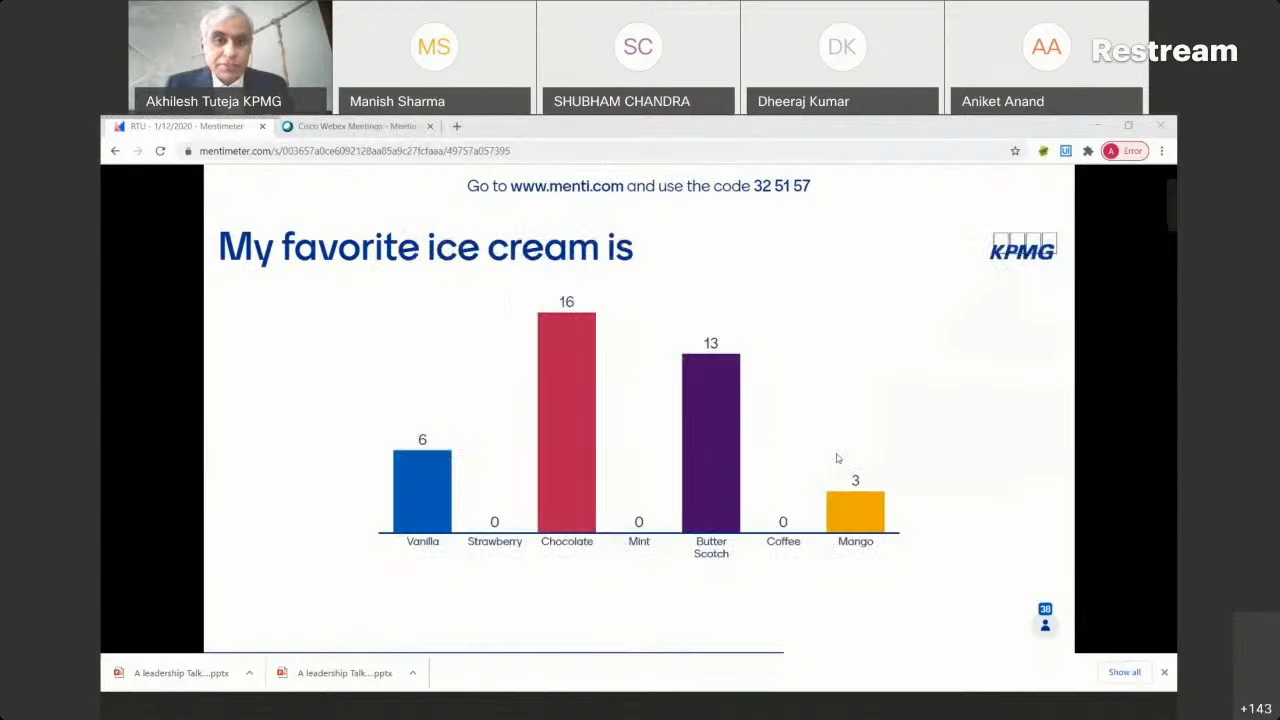 MS
SC
DK
AA
Restream
Akhilesh Tuteja KPMG
Manish Sharma
SHUBHAM CHANDRA
Dheeraj Kumar
Aniket Anand
RTU - 1/12/2020 - Mentimeter
Cisco Webex Meetings - Meetin
mentimeter.com/s/003657a0ce6092128aa85a9c27fcfaaa/49757a057395
A Error
Go to www.menti.com and use the code 32 51 57
My favorite ice cream is
KPMG
16
13
6
3
0
0
0
Vanilla
Strawberry
Chocolate
Mint
Butter
Scotch
Coffee
Mango
38
A leadership Talk....pptx
A leadership Talk....pptx
Show all
+143